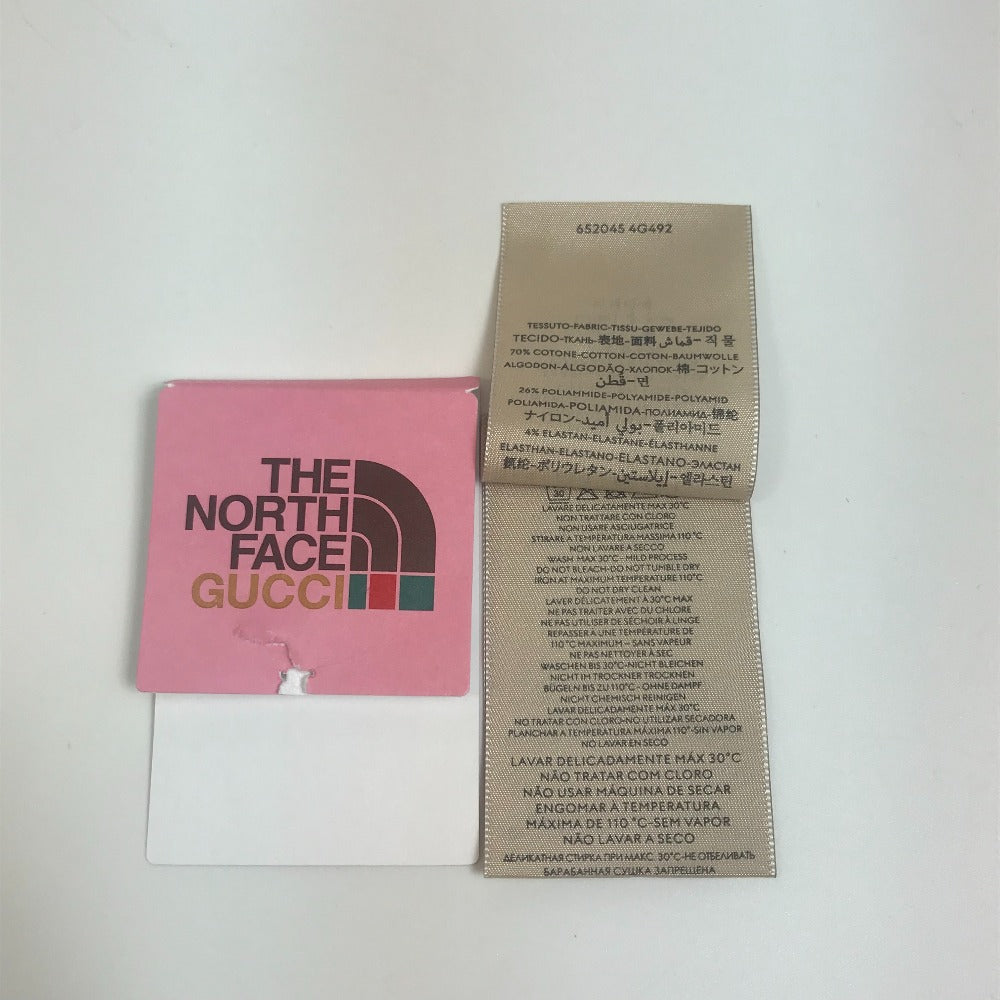 THE
NORTH
FACE
GUCCI
652045 4G492
TESSUTO-FABRIC-TISSU-GEWEBE-TEJIDO
TECIDO-ТКАНЬ-表地-面料 قماش-직물
70% COTONE-COTTON-COTON-BAUMWOLLE
ALGODON-ALGODÃO-ХЛОПОК-棉-コットン
قطن-면
26% POLIAMMIDE-POLYAMIDE-POLYAMID
POLIAMIDA-POLIAMIDA-ПОЛИАМИД-锦纶
ナイロン-بولي أميد-폴리아미드
4% ELASTAN-ELASTANE-ÉLASTHANNE
ELASTHAN-ELASTANO-ELASTANO-ЭЛАСТАН
氨纶-ポリウレタン-إيلاستين-엘라스틴
30
LAVARE DELICATAMENTE MAX 30°C
NON TRATTARE CON CLORO
NON USARE ASCIUGATRICE
STIRARE A TEMPERATURA MASSIMA 110°C
NON LAVARE A SECCO
WASH MAX 30°C - MILD PROCESS
DO NOT BLEACH-DO NOT TUMBLE DRY
IRON AT MAXIMUM TEMPERATURE 110°C
DO NOT DRY CLEAN
LAVER DÉLICATEMENT À 30°C MAX
NE PAS TRAITER AVEC DU CHLORE
NE PAS UTILISER DE SÉCHOIR À LINGE
REPASSER À UNE TEMPÉRATURE DE
110°C MAXIMUM - SANS VAPEUR
NE PAS NETTOYER À SEC
WASCHEN BIS 30°C-NICHT BLEICHEN
NICHT IM TROCKNER TROCKNEN
BÜGELN BIS ZU 110°C - OHNE DAMPF
NICHT CHEMISCH REINIGEN
LAVAR DELICADAMENTE MÁX 30°C
NO TRATAR CON CLORO-NO UTILIZAR SECADORA
PLANCHAR A TEMPERATURA MÁXIMA 110°-SIN VAPOR
NO LAVAR EN SECO
LAVAR DELICADAMENTE MÁX 30°C
NÃO TRATAR COM CLORO
NÃO USAR MÁQUINA DE SECAR
ENGOMAR À TEMPERATURA
MÁXIMA DE 110 °C-SEM VAPOR
NÃO LAVAR A SECO
ДЕЛИКАТНАЯ СТИРКА ПРИ МАКС. 30°C-НЕ ОТБЕЛИВАТЬ
БАРАБАННАЯ СУШКА ЗАПРЕЩЕНА